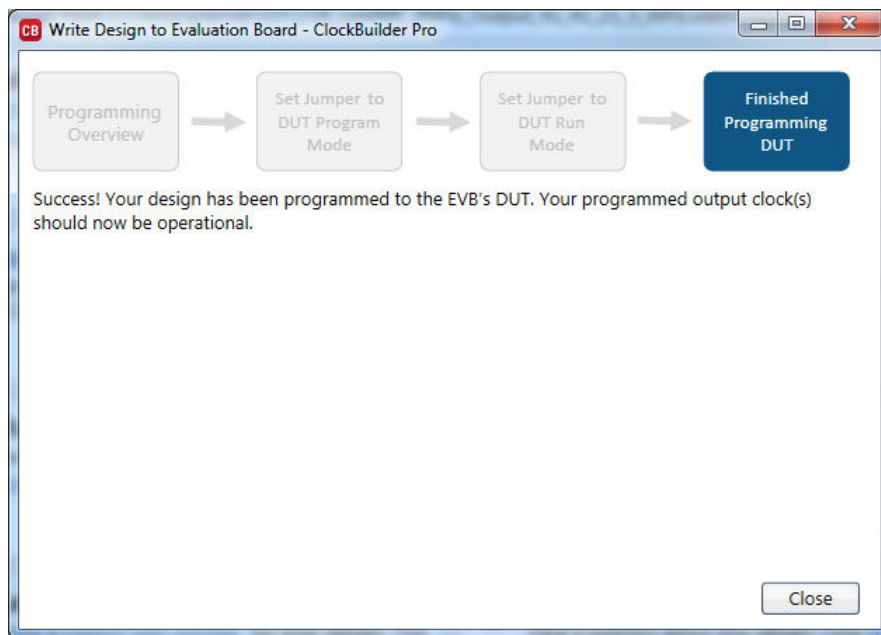 CB Write Design to Evaluation Board - ClockBuilder Pro
Programming
Overview
Set Jumper to
DUT Program
Mode
Set Jumper to
DUT Run
Mode
Finished
Programming
DUT
Success! Your design has been programmed to the EVB's DUT. Your programmed output clock(s)
should now be operational.
Close